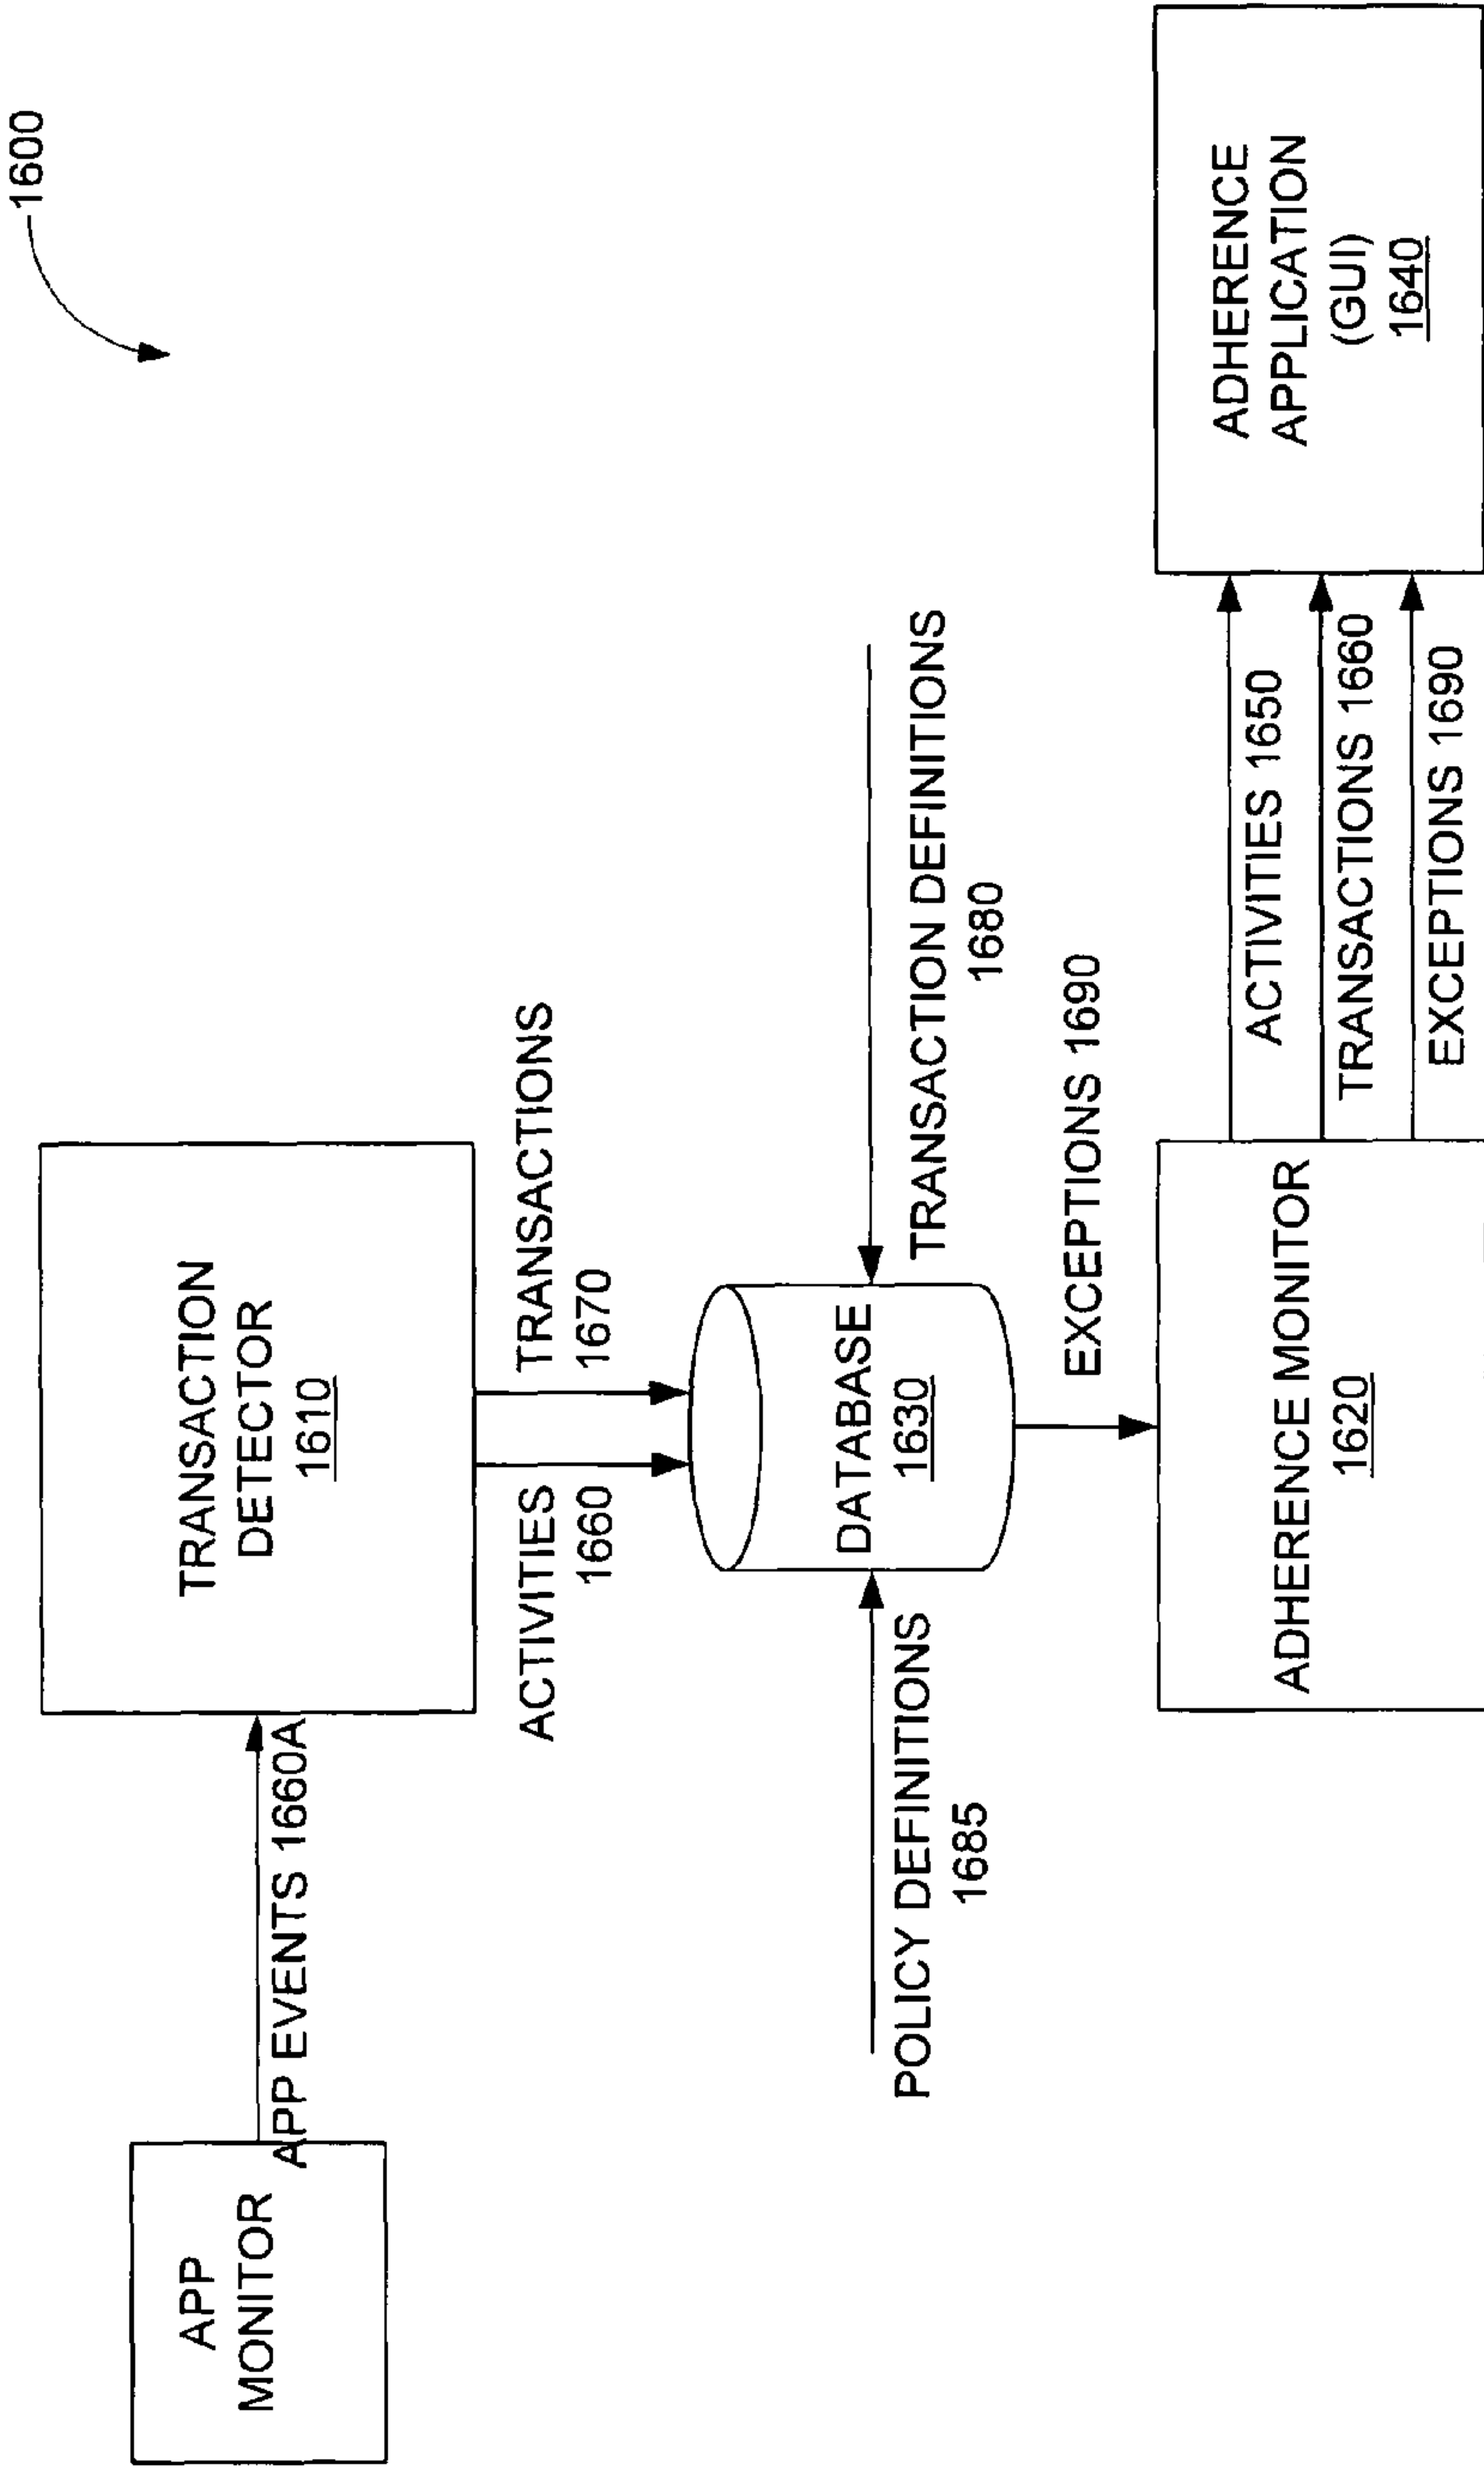 1600
APP
MONITOR
APP EVENTS 1660A
TRANSACTION
DETECTOR
1610
ACTIVITIES
1660
TRANSACTIONS
1670
POLICY DEFINITIONS
1685
DATABASE
1630
TRANSACTION DEFINITIONS
1680
EXCEPTIONS 1690
ADHERENCE MONITOR
1620
ACTIVITIES 1650
TRANSACTIONS 1660
EXCEPTIONS 1690
ADHERENCE
APPLICATION
(GUI)
1640